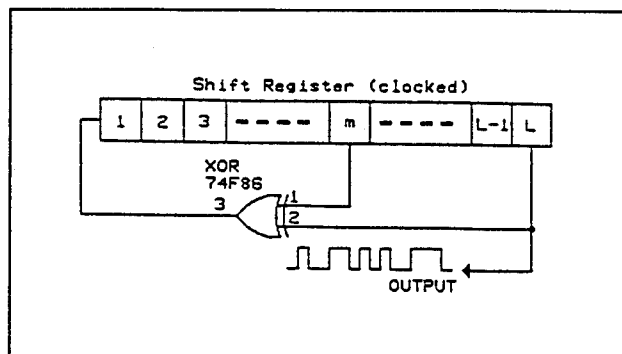 Shift Register (clocked)
1 2 3 ---- m ---- L-1 L
XOR
74F86
3
1
2
OUTPUT